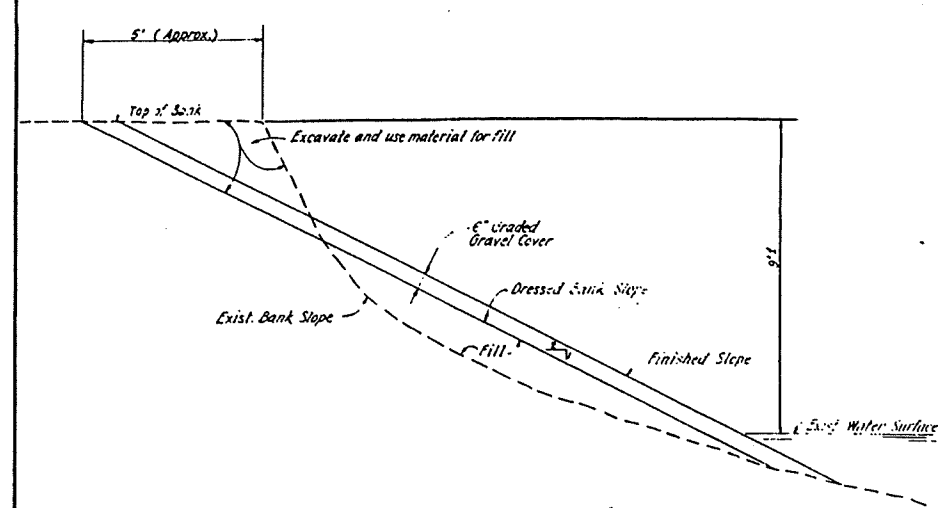 5' (Approx.)
Top of Bank
Excavate and use material for fill
6" Graded
Gravel Cover
Dressed Bank Slope
Exist. Bank Slope
Fill
Finished Slope
Exist Water Surface